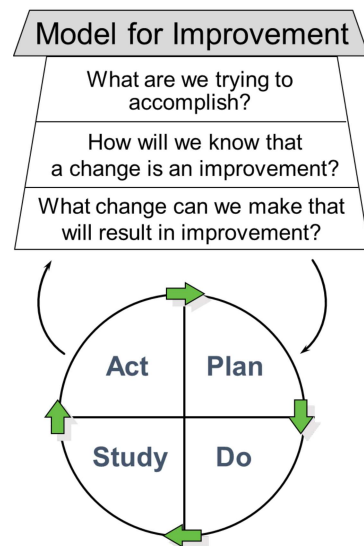 Model for Improvement
What are we trying to
accomplish?
How will we know that
a change is an improvement?
What change can we make that
will result in improvement?
Act
Plan
Study
Do